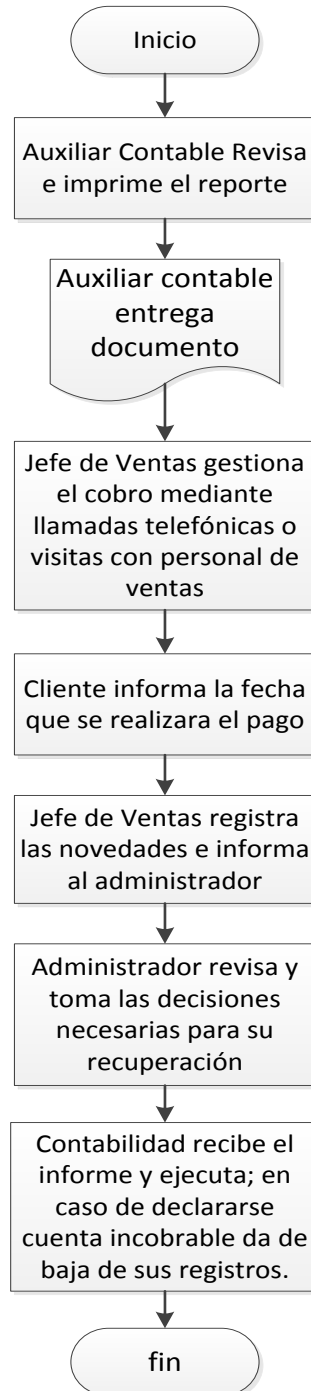 Inicio
Auxiliar Contable Revisa
e imprime el reporte
Auxiliar contable
entrega
documento
Jefe de Ventas gestiona
el cobro mediante
llamadas telefónicas o
visitas con personal de
ventas
Cliente informa la fecha
que se realizara el pago
Jefe de Ventas registra
las novedades e informa
al administrador
Administrador revisa y
toma las decisiones
necesarias para su
recuperación
Contabilidad recibe el
informe y ejecuta; en
caso de declararse
cuenta incobrable da de
baja de sus registros.
fin